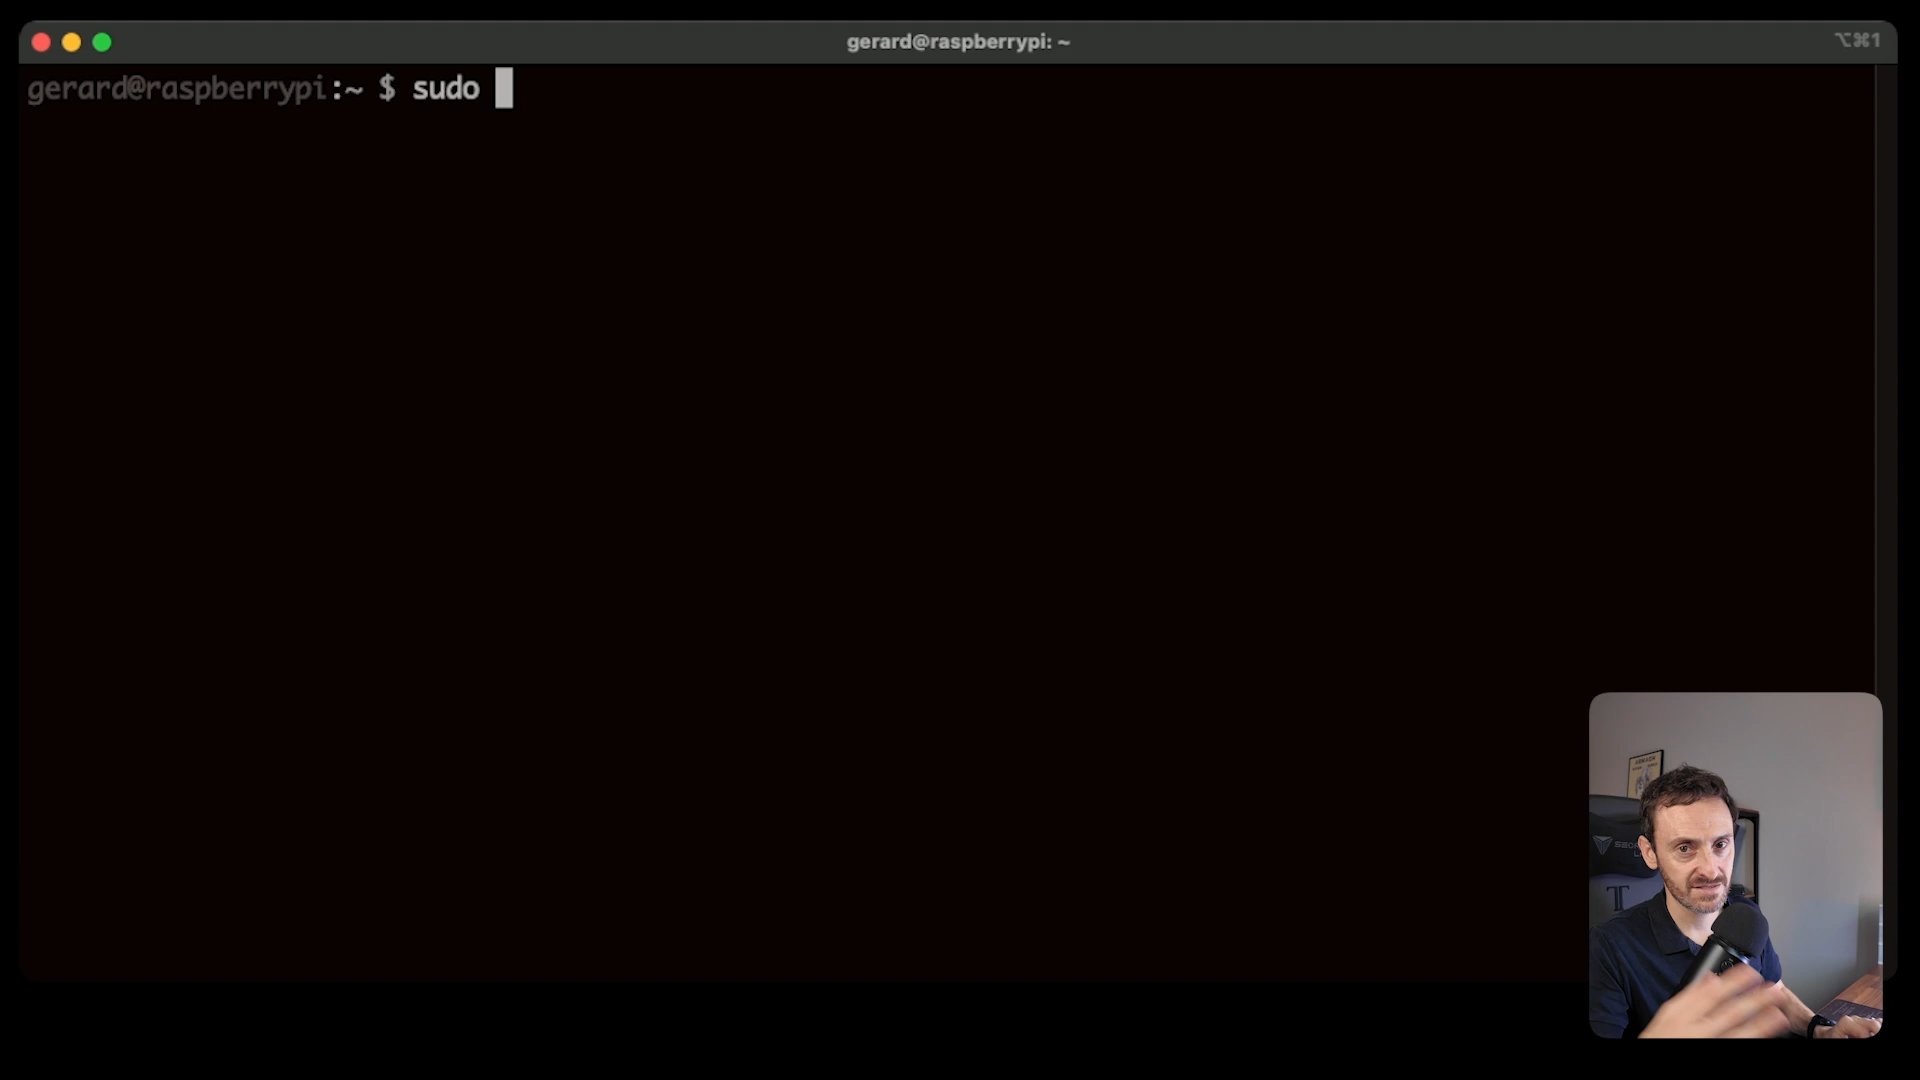 gerard@raspberrypi: ~
⌥⌘1
gerard@raspberrypi:~ $ sudo